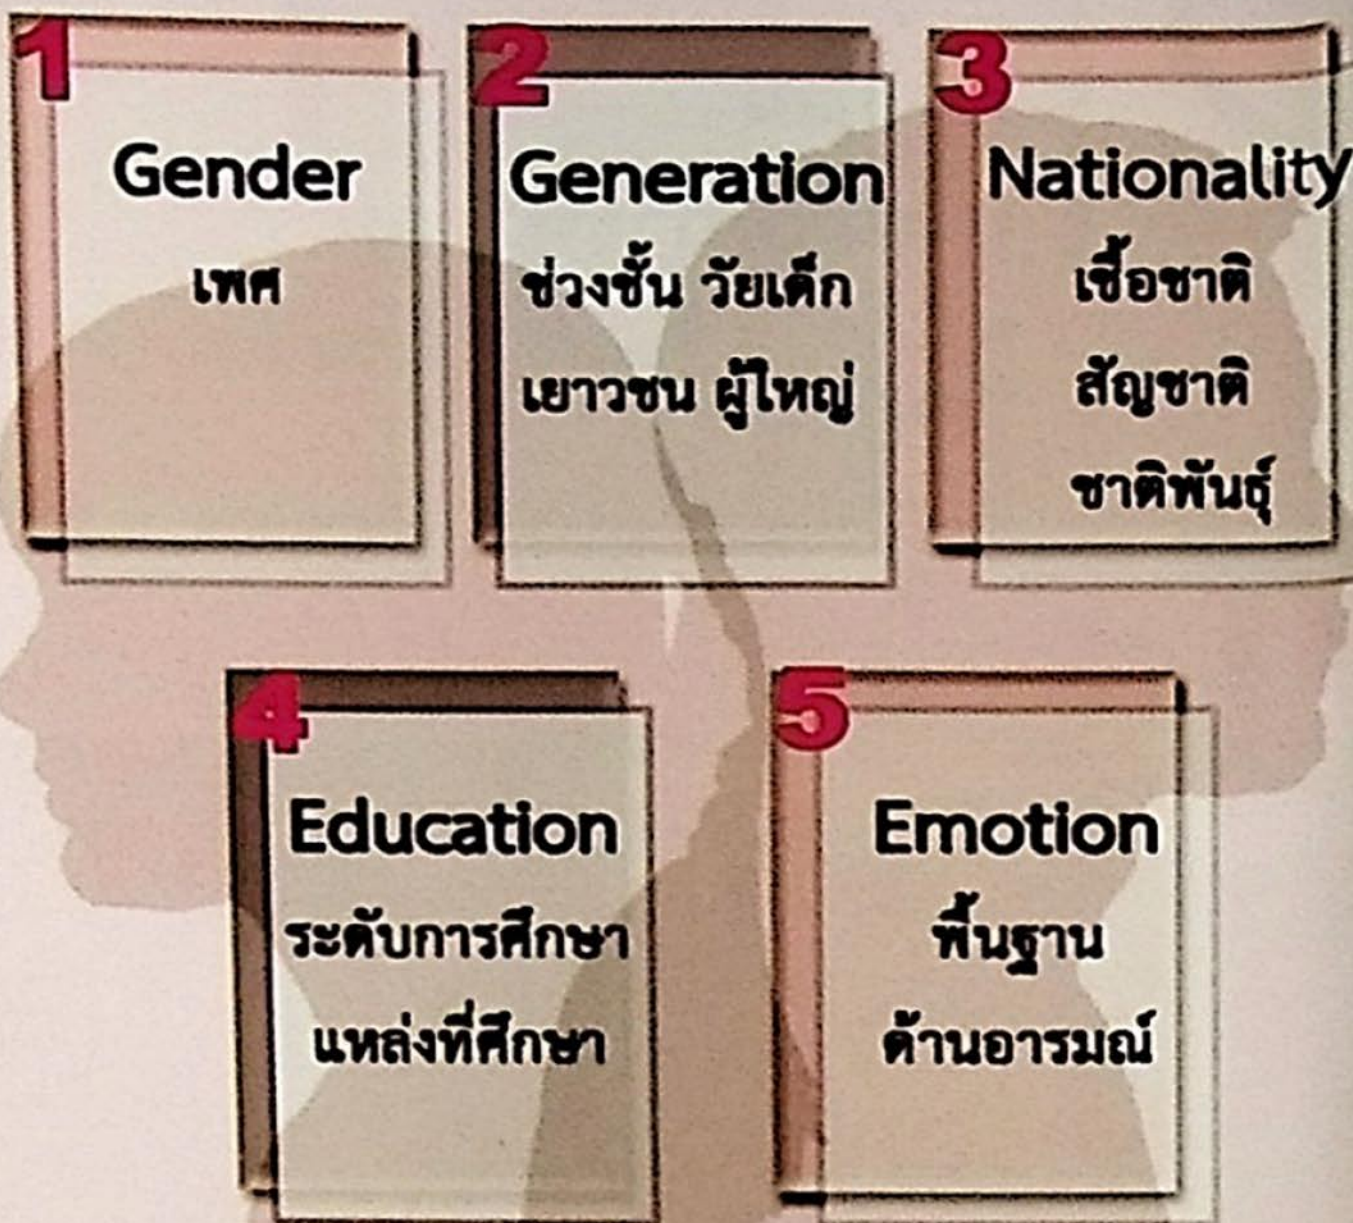 1
Gender
เพศ
2
Generation
ช่วงชั้น วัยเด็ก
เยาวชน ผู้ใหญ่
3
Nationality
เชื้อชาติ
สัญชาติ
ชาติพันธุ์
4
Education
ระดับการศึกษา
แหล่งที่ศึกษา
5
Emotion
พื้นฐาน
ด้านอารมณ์